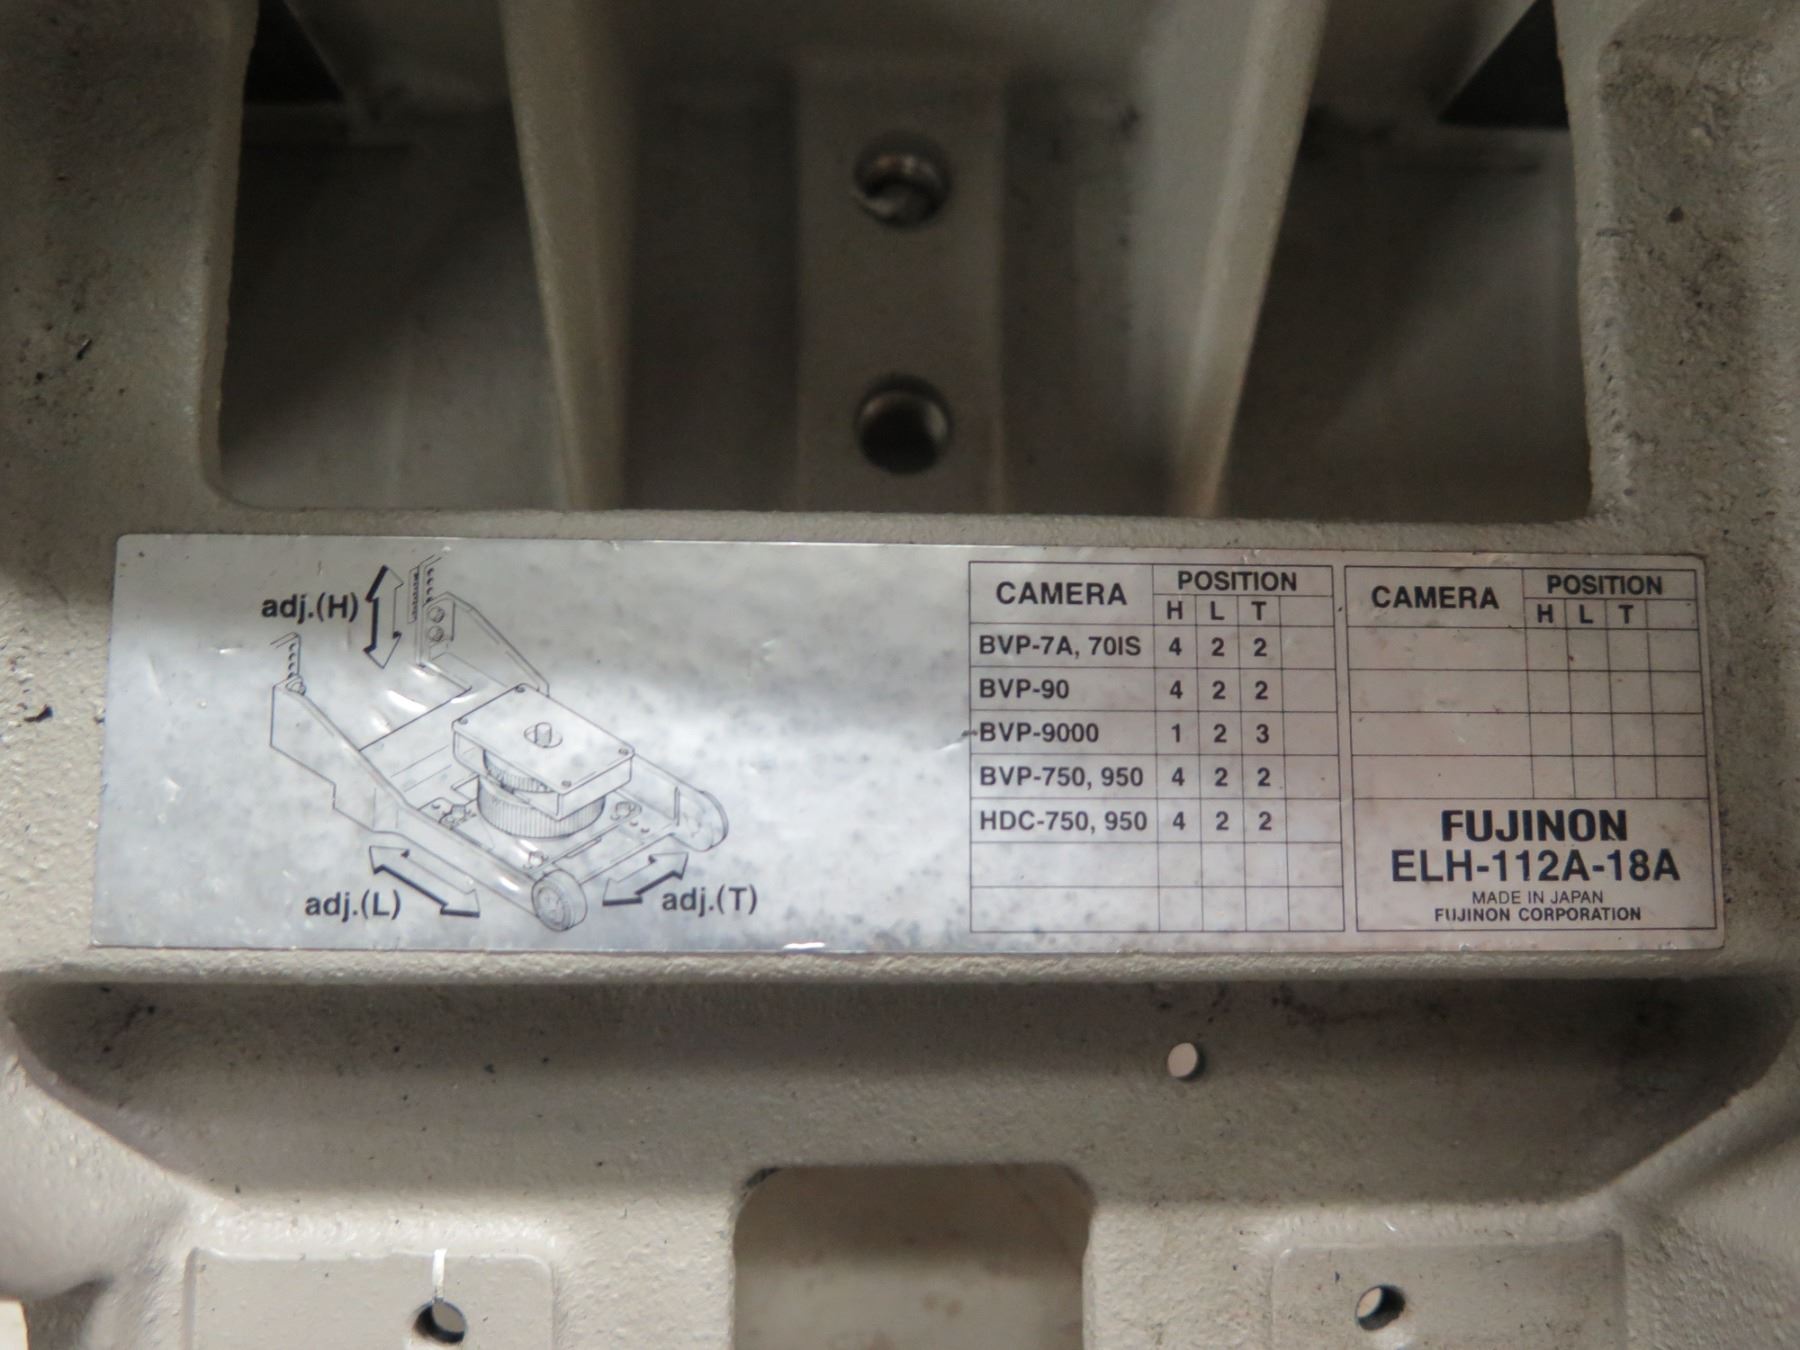 adj.(H)
adj.(L)
adj.(T)
CAMERA POSITION
H L T
BVP-7A, 70IS 4 2 2
BVP-90 4 2 2
BVP-9000 1 2 3
BVP-750, 950 4 2 2
HDC-750, 950 4 2 2
CAMERA POSITION
H L T
FUJINON
ELH-112A-18A
MADE IN JAPAN
FUJINON CORPORATION